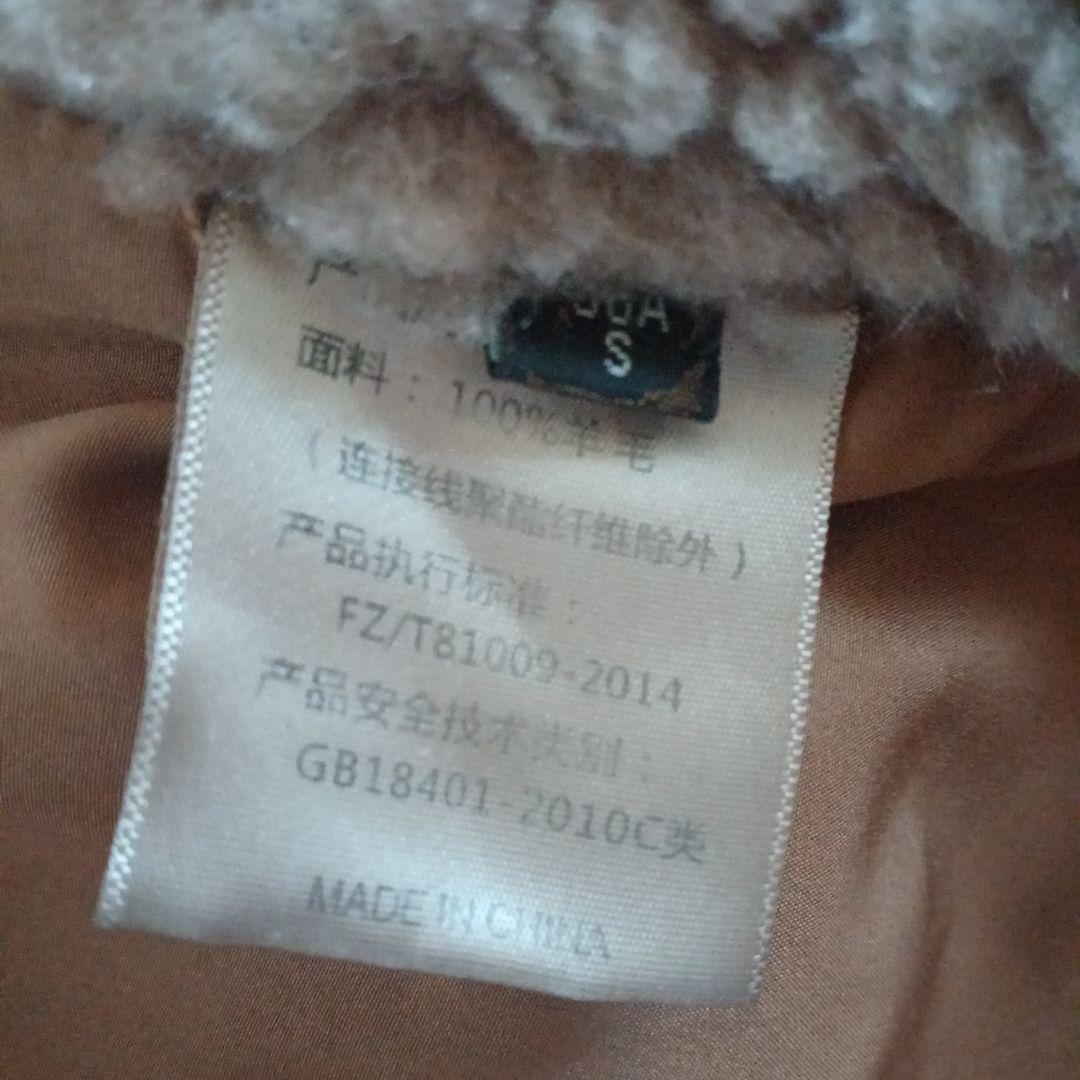 产
S
面料：100%羊毛
（连接线聚酯纤维除外）
产品执行标准：
FZ/T81009-2014
产品安全技术类别：
GB18401-2010C类
MADE IN CHINA